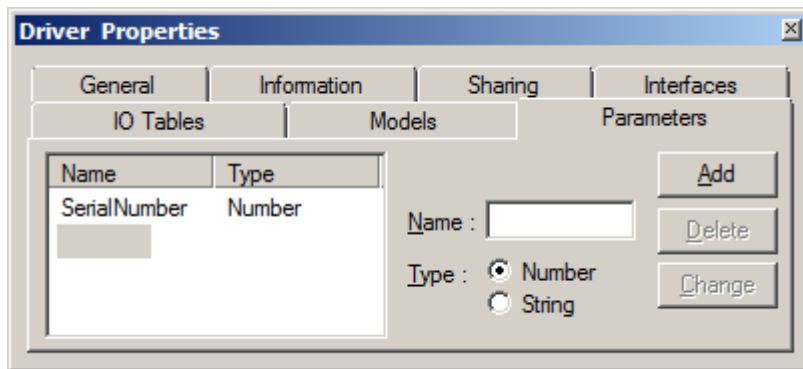 Driver Properties
General Information Sharing Interfaces
IO Tables Models Parameters
Name Type
SerialNumber Number
Name :
Type : Number
String
Add
Delete
Change